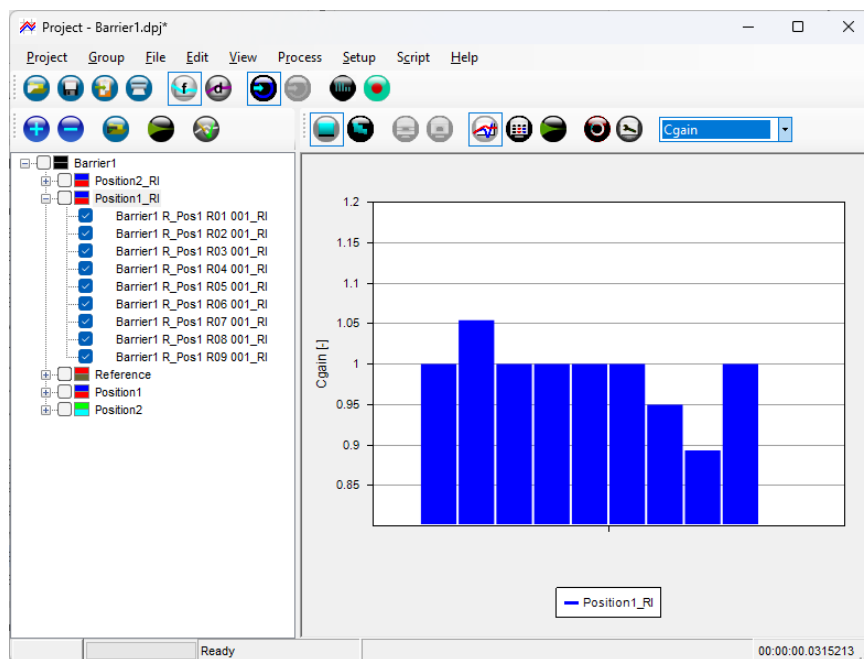 Project - Barrier1.dpj*
Project Group File Edit View Process Setup Script Help
Cgain
Barrier1
Position2_RI
Position1_RI
Barrier1 R_Pos1 R01 001_RI
Barrier1 R_Pos1 R02 001_RI
Barrier1 R_Pos1 R03 001_RI
Barrier1 R_Pos1 R04 001_RI
Barrier1 R_Pos1 R05 001_RI
Barrier1 R_Pos1 R06 001_RI
Barrier1 R_Pos1 R07 001_RI
Barrier1 R_Pos1 R08 001_RI
Barrier1 R_Pos1 R09 001_RI
Reference
Position1
Position2
1.2
1.15
1.1
1.05
1
0.95
0.9
0.85
Cgain [-]
Position1_RI
Ready
00:00:00.0315213